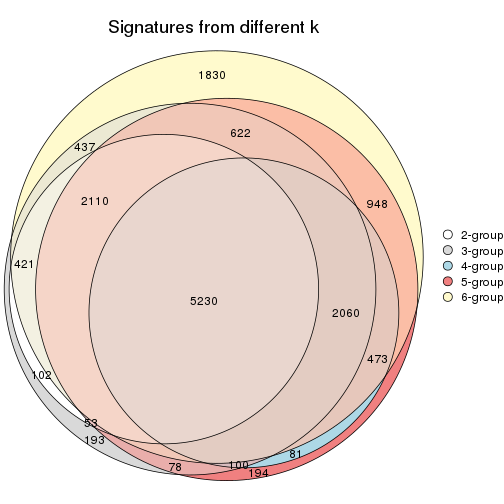 Signatures from different k
1830
437
622
2110
948
421
5230
2060
473
102
53
193
78
100
81
194
2-group
3-group
4-group
5-group
6-group